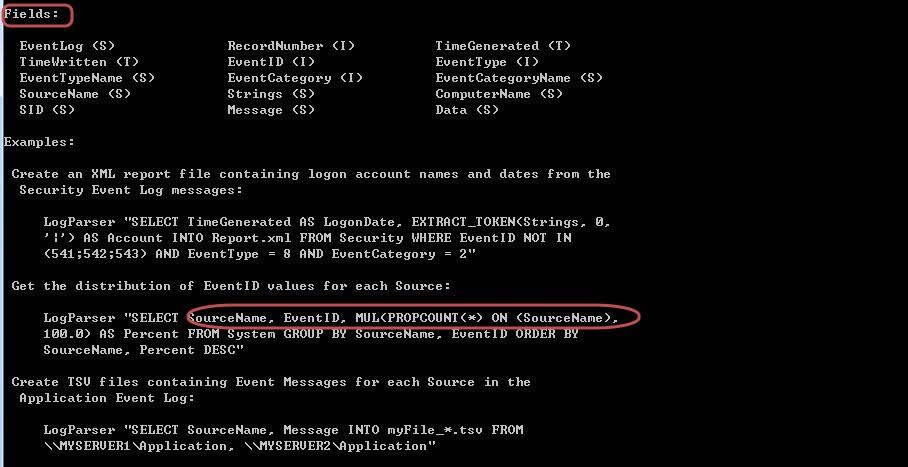 Fields:
EventLog (S) RecordNumber (I) TimeGenerated (T)
TimeWritten (T) EventID (I) EventType (I)
EventTypeName (S) EventCategory (I) EventCategoryName (S)
SourceName (S) Strings (S) ComputerName (S)
SID (S) Message (S) Data (S)
Examples:
Create an XML report file containing logon account names and dates from the
Security Event Log messages:
LogParser "SELECT TimeGenerated AS LogonDate, EXTRACT_TOKEN(Strings, 0,
'|') AS Account INTO Report.xml FROM Security WHERE EventID NOT IN
(541;542;543) AND EventType = 8 AND EventCategory = 2"
Get the distribution of EventID values for each Source:
LogParser "SELECT SourceName, EventID, MUL(PROPCOUNT(*) ON (SourceName),
100.0) AS Percent FROM System GROUP BY SourceName, EventID ORDER BY
SourceName, Percent DESC"
Create TSV files containing Event Messages for each Source in the
Application Event Log:
LogParser "SELECT SourceName, Message INTO myFile_*.tsv FROM
\\MYSERVER1\Application, \\MYSERVER2\Application"